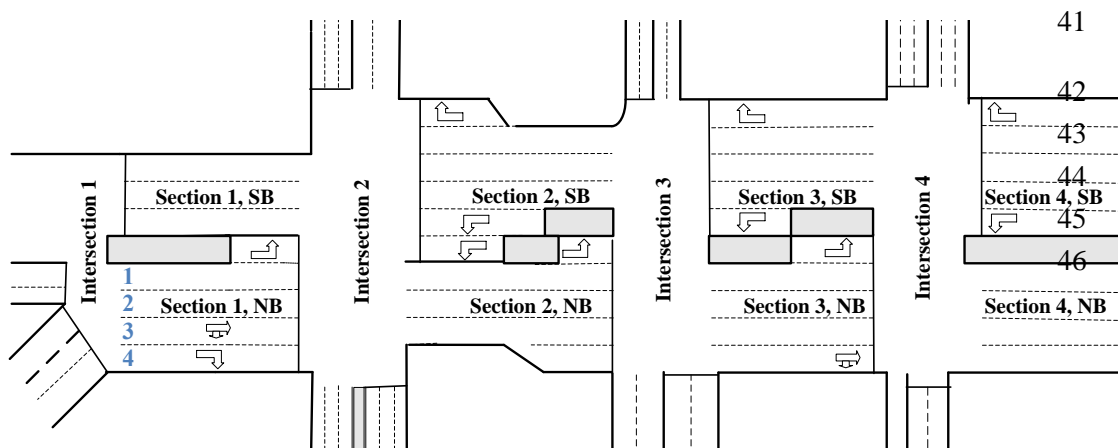 41
42
43
44
45
46
Intersection 1
Section 1, SB
1
2
3
4
Section 1, NB
Intersection 2
Section 2, SB
Section 2, NB
Intersection 3
Section 3, SB
Section 3, NB
Intersection 4
Section 4, SB
Section 4, NB